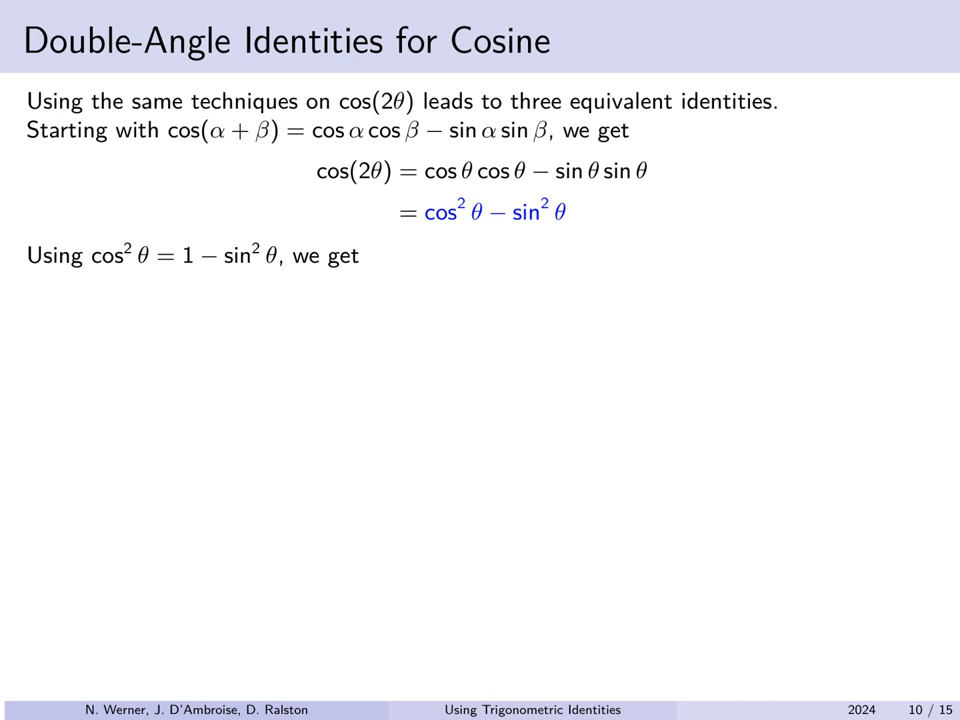 Double-Angle Identities for Cosine
Using the same techniques on cos(2θ) leads to three equivalent identities.
Starting with cos(α + β) = cos α cos β − sin α sin β, we get
cos(2θ) = cos θ cos θ − sin θ sin θ
= cos² θ − sin² θ
Using cos² θ = 1 − sin² θ, we get
N. Werner, J. D'Ambroise, D. Ralston Using Trigonometric Identities 2024 10 / 15